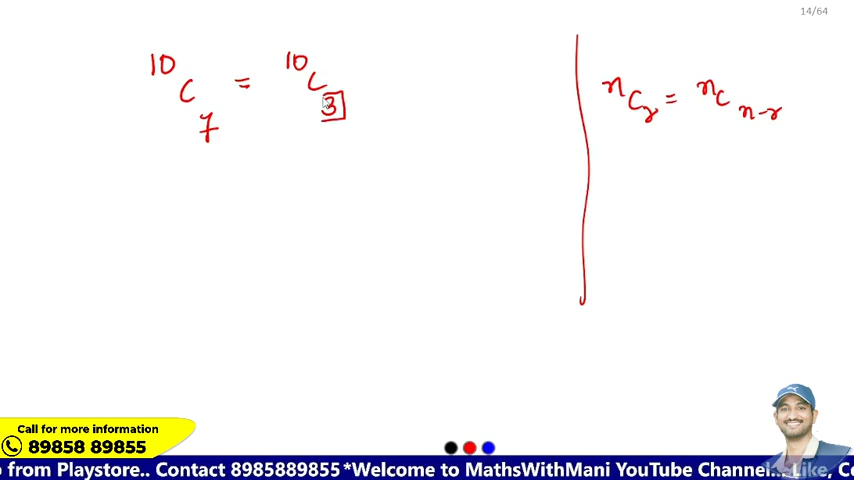 14/64
¹⁰C₇ = ¹⁰C₃
ⁿCᵣ = ⁿCₙ₋ᵣ
Call for more information
89858 89855
from Playstore.. Contact 8985889855 *Welcome to MathsWithMani YouTube Channel... Like,